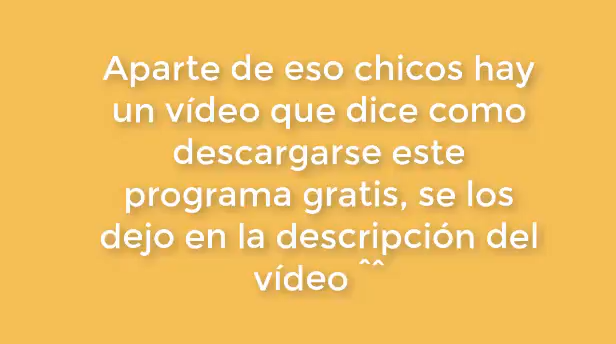 Aparte de eso chicos hay
un vídeo que dice como
descargarse este
programa gratis, se los
dejo en la descripción del
vídeo ^^